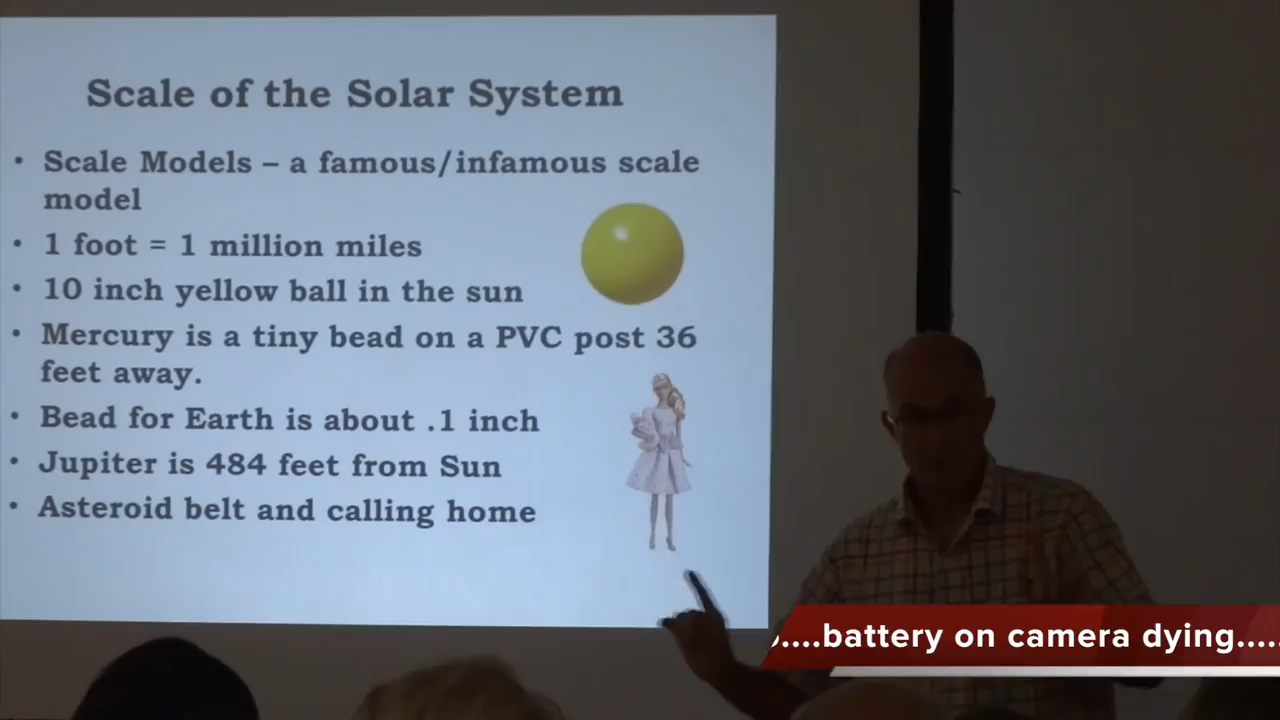 Scale of the Solar System
• Scale Models – a famous/infamous scale
model
• 1 foot = 1 million miles
• 10 inch yellow ball in the sun
• Mercury is a tiny bead on a PVC post 36
feet away.
• Bead for Earth is about .1 inch
• Jupiter is 484 feet from Sun
• Asteroid belt and calling home
....battery on camera dying.....